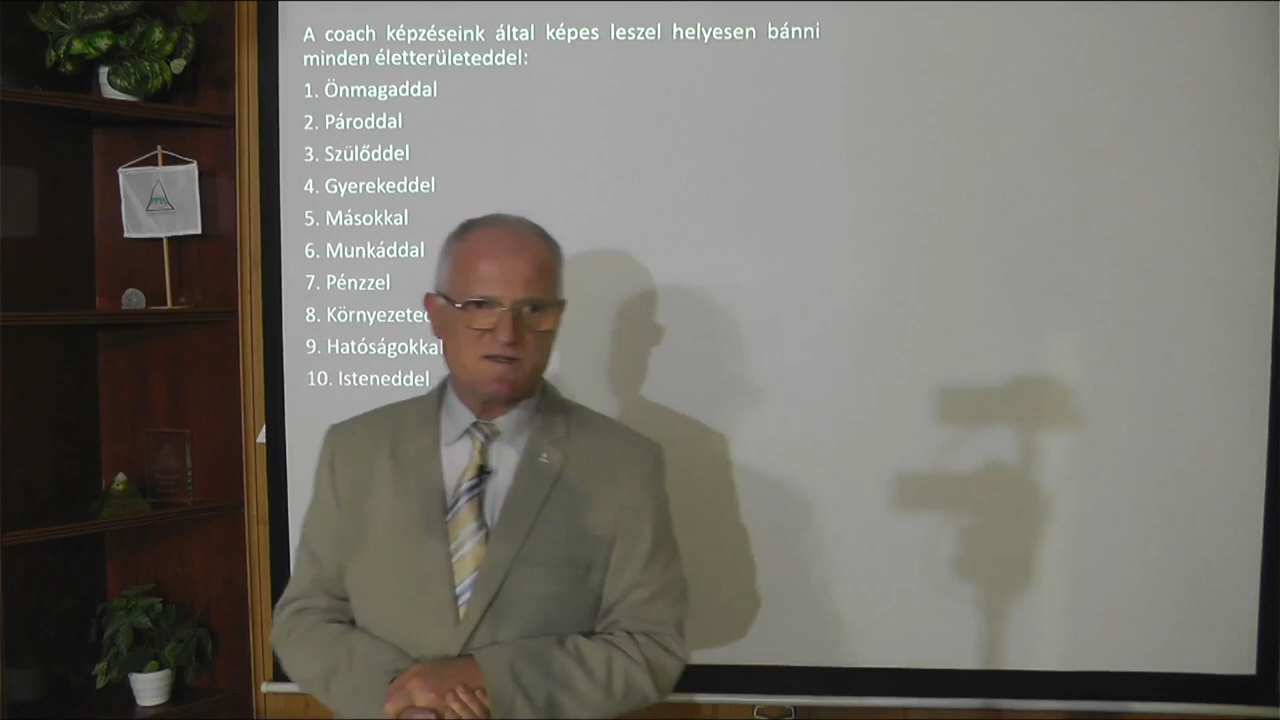 A coach képzéseink által képes leszel helyesen bánni
minden életterületeddel:
1. Önmagaddal
2. Pároddal
3. Szülőddel
4. Gyerekeddel
5. Másokkal
6. Munkáddal
7. Pénzzel
8. Környezeted
9. Hatóságokkal
10. Isteneddel